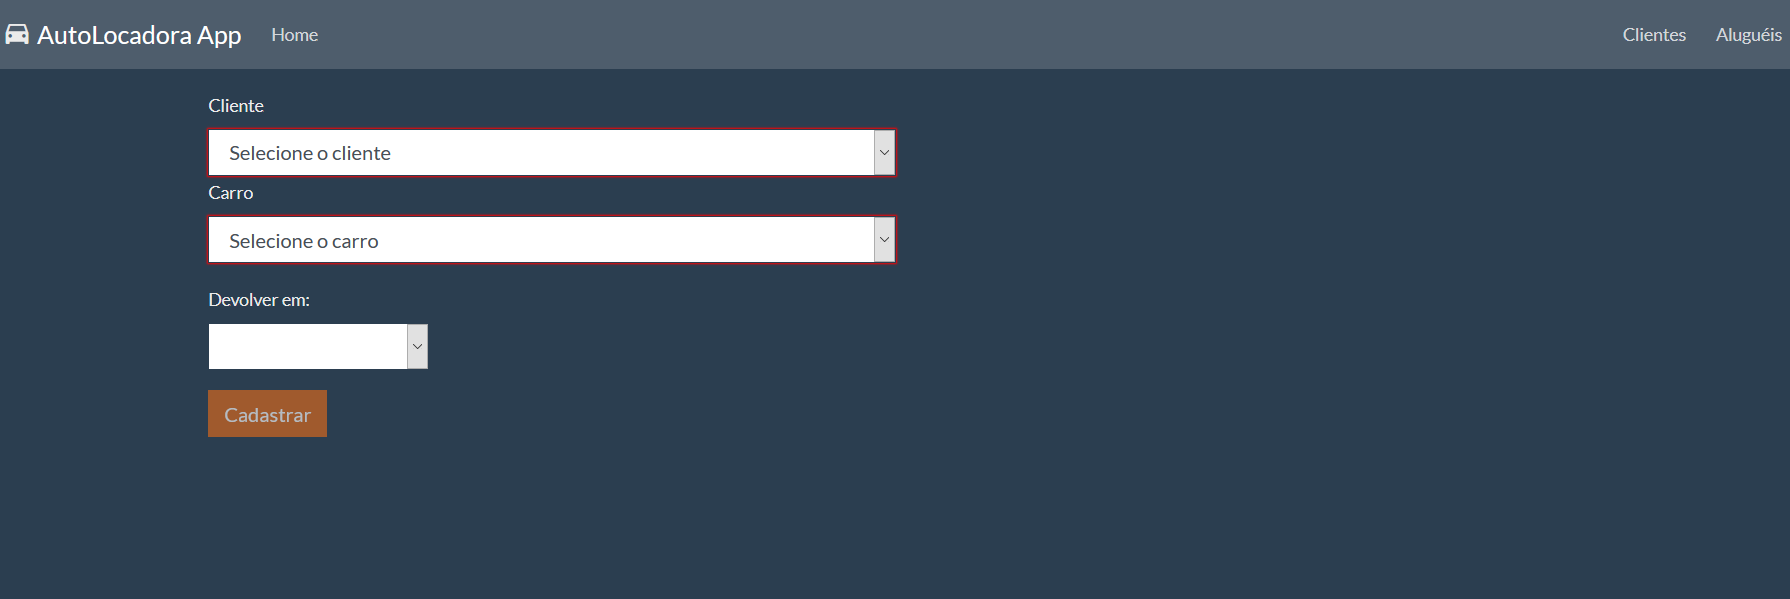 AutoLocadora App Home Clientes Aluguéis
Cliente
Selecione o cliente
Carro
Selecione o carro
Devolver em:
Cadastrar